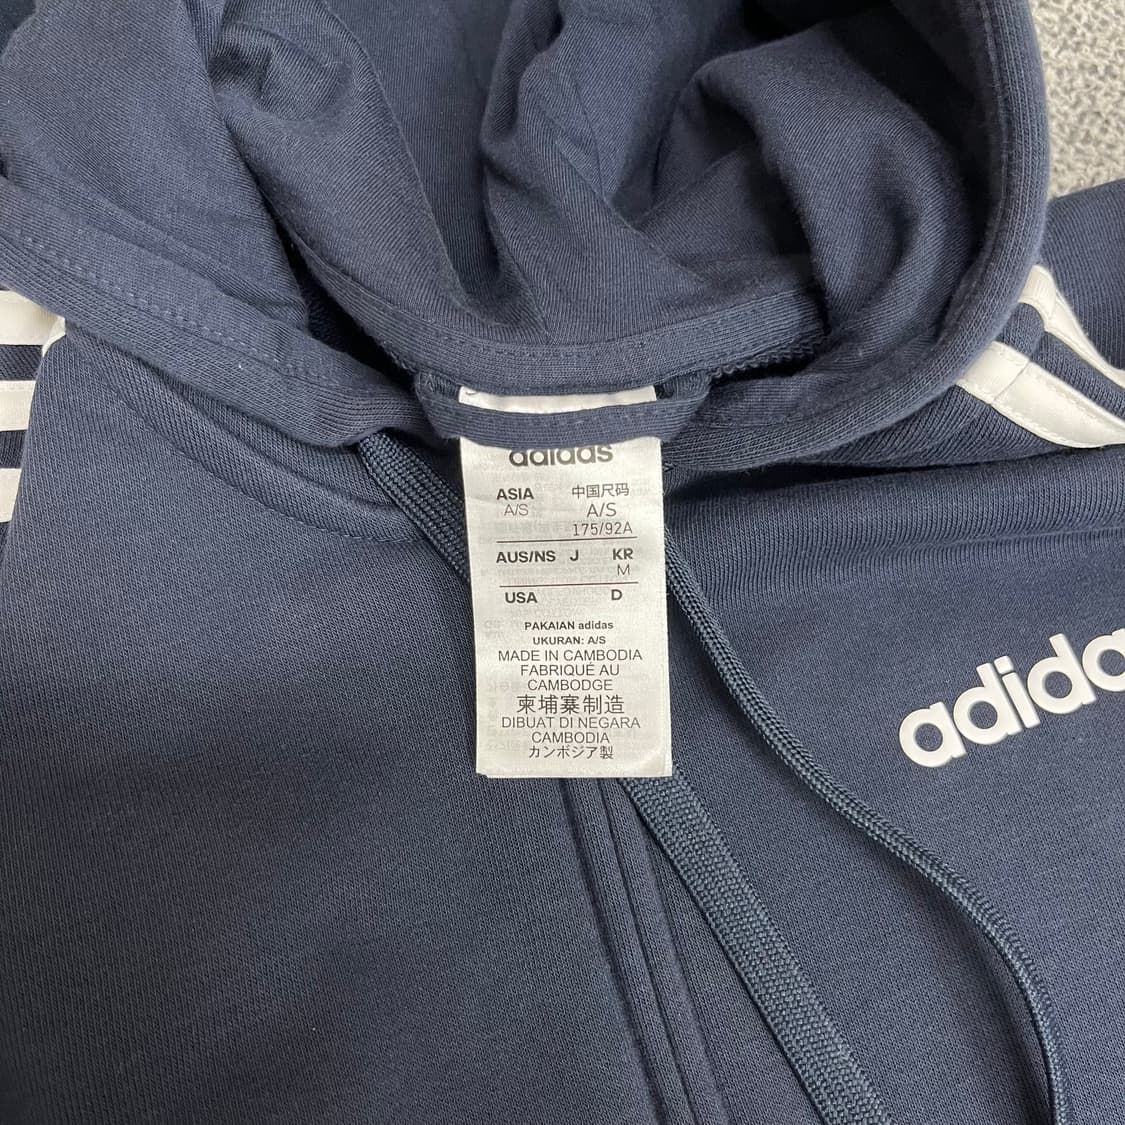 adidas
ASIA 中国尺码
A/S A/S
175/92A
AUS/NS J KR
M
USA D
PAKAIAN adidas
UKURAN: A/S
MADE IN CAMBODIA
FABRIQUÉ AU
CAMBODGE
柬埔寨制造
DIBUAT DI NEGARA
CAMBODIA
カンボジア製
adida